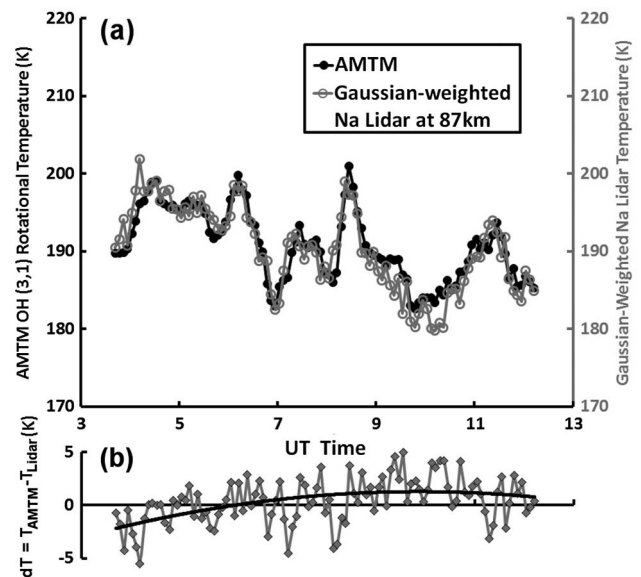 (a)
AMTM
Gaussian-weighted
Na Lidar at 87km
AMTM OH (3,1) Rotational Temperature (K)
220
210
200
190
180
170
Gaussian-Weighted Na Lidar Temperature (K)
220
210
200
190
180
170
3 5 7 9 11 13
UT Time
(b)
dT = TAMTM-TLidar (K)
5
0
-5